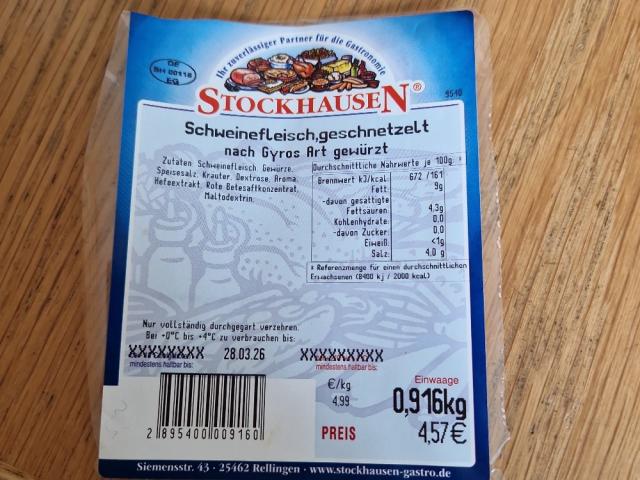 Ihr zuverlässiger Partner für die Gastronomie
DE
SH 00118
EG
STOCKHAUSEN®
9540
Schweinefleisch,geschnetzelt
nach Gyros Art gewürzt
Zutaten: Schweinefleisch Gewürze,
Speisesalz, Kräuter, Dextrose, Aroma,
Hefeextrakt, Rote Betesaftkonzentrat,
Maltodextrin.
Durchschnittliche Nährwerte je 100g: *
Brennwert kJ/kcal: 672 /161
Fett: 9g
-davon gesättigte
Fettsäuren: 4,3g
Kohlenhydrate: 0,0
-davon Zucker: 0,0
Eiweiß: <1g
Salz: 4,0 g
* Referenzmenge für einen durchschnittlichen
Erwachsenen (8400 kj / 2000 kcal)
Nur vollständig durchgegart verzehren.
Bei +0°C bis +4°C zu verbrauchen bis:
XXXXXXXX 28.03.26 XXXXXXXXX
mindestens haltbar bis: mindestens haltbar bis:
€/kg Einwaage
4,99 0,916kg
PREIS 4,57€
2 895400 009160
Siemensstr. 43 · 25462 Rellingen · www.stockhausen-gastro.de